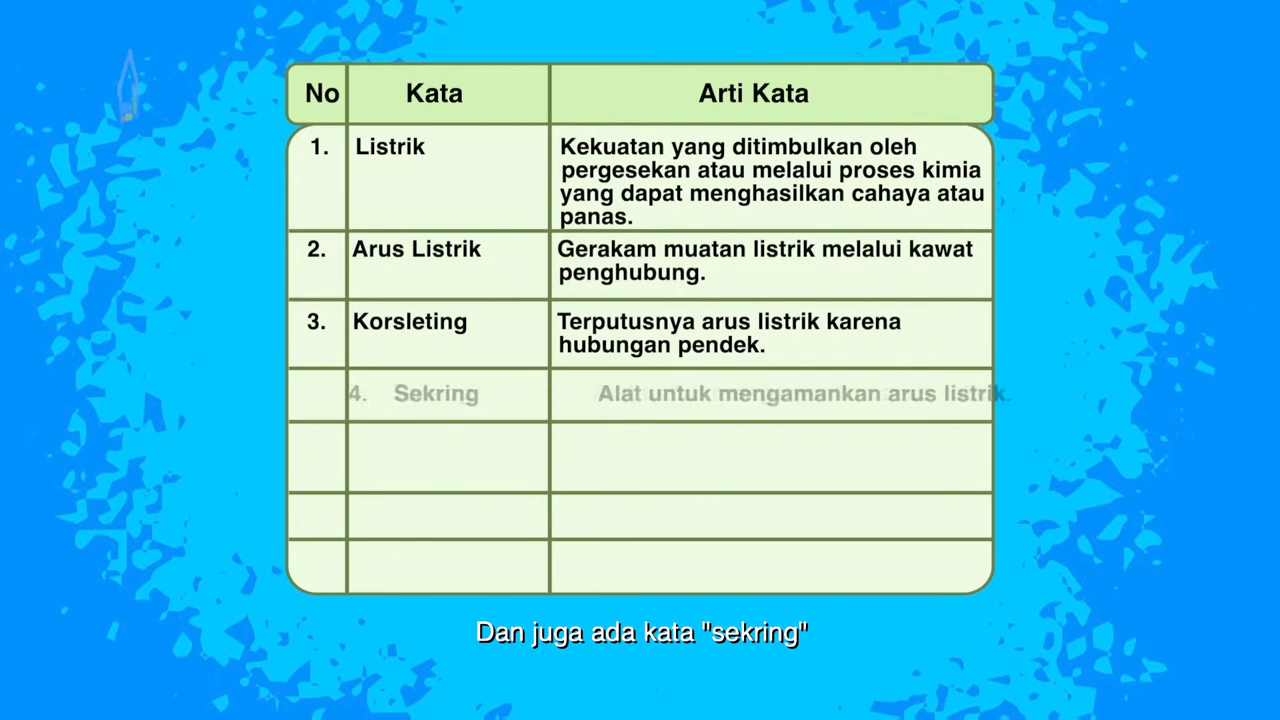 No Kata Arti Kata
1. Listrik Kekuatan yang ditimbulkan oleh
pergesekan atau melalui proses kimia
yang dapat menghasilkan cahaya atau
panas.
2. Arus Listrik Gerakam muatan listrik melalui kawat
penghubung.
3. Korsleting Terputusnya arus listrik karena
hubungan pendek.
4. Sekring Alat untuk mengamankan arus listrik.
Dan juga ada kata "sekring"